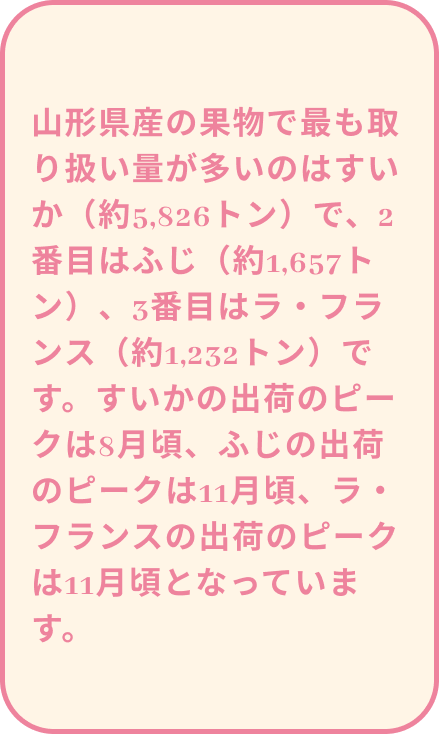 山形県産の果物で最も取
り扱い量が多いのはすい
か（約5,826トン）で、2
番目はふじ（約1,657ト
ン）、3番目はラ・フラ
ンス（約1,232トン）で
す。すいかの出荷のピー
クは8月頃、ふじの出荷
のピークは11月頃、ラ・
フランスの出荷のピーク
は11月頃となっていま
す。